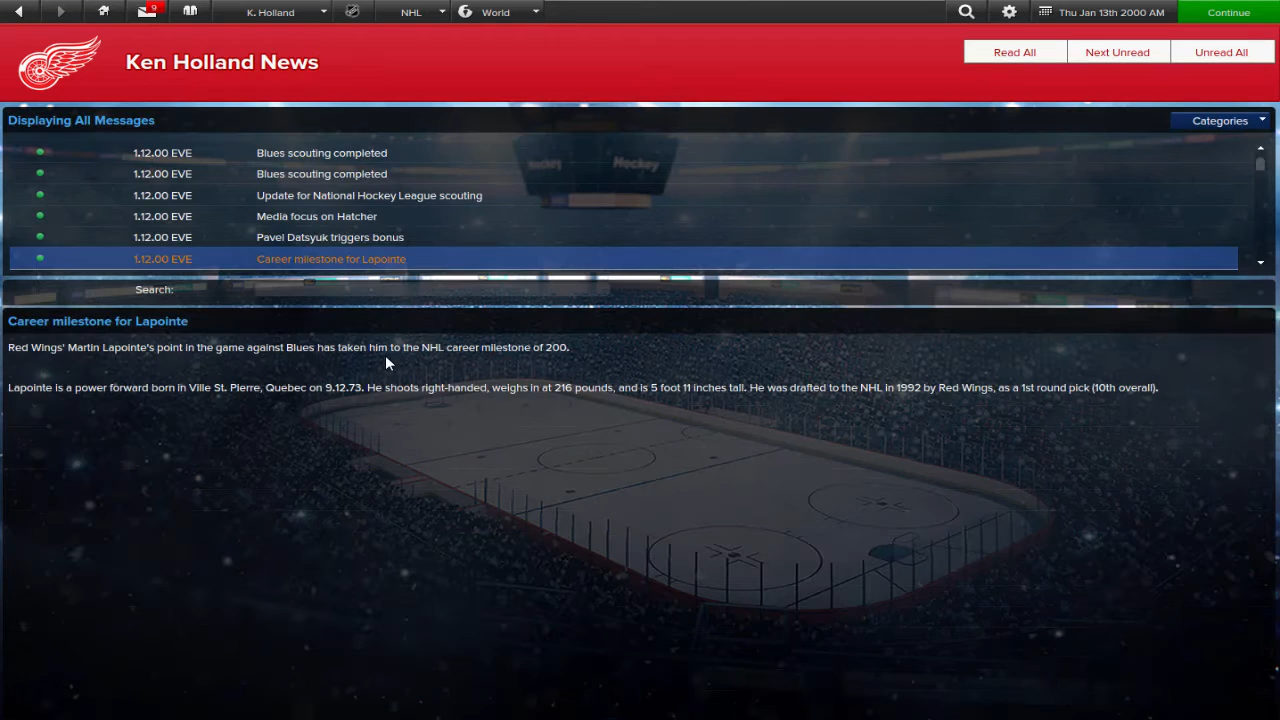 9 K. Holland NHL World Thu Jan 13th 2000 AM Continue
Ken Holland News
Read All Next Unread Unread All
Displaying All Messages
Categories
1.12.00 EVE Blues scouting completed
1.12.00 EVE Blues scouting completed
1.12.00 EVE Update for National Hockey League scouting
1.12.00 EVE Media focus on Hatcher
1.12.00 EVE Pavel Datsyuk triggers bonus
1.12.00 EVE Career milestone for Lapointe
Search:
Career milestone for Lapointe
Red Wings' Martin Lapointe's point in the game against Blues has taken him to the NHL career milestone of 200.
Lapointe is a power forward born in Ville St. Pierre, Quebec on 9.12.73. He shoots right-handed, weighs in at 216 pounds, and is 5 foot 11 inches tall. He was drafted to the NHL in 1992 by Red Wings, as a 1st round pick (10th overall).